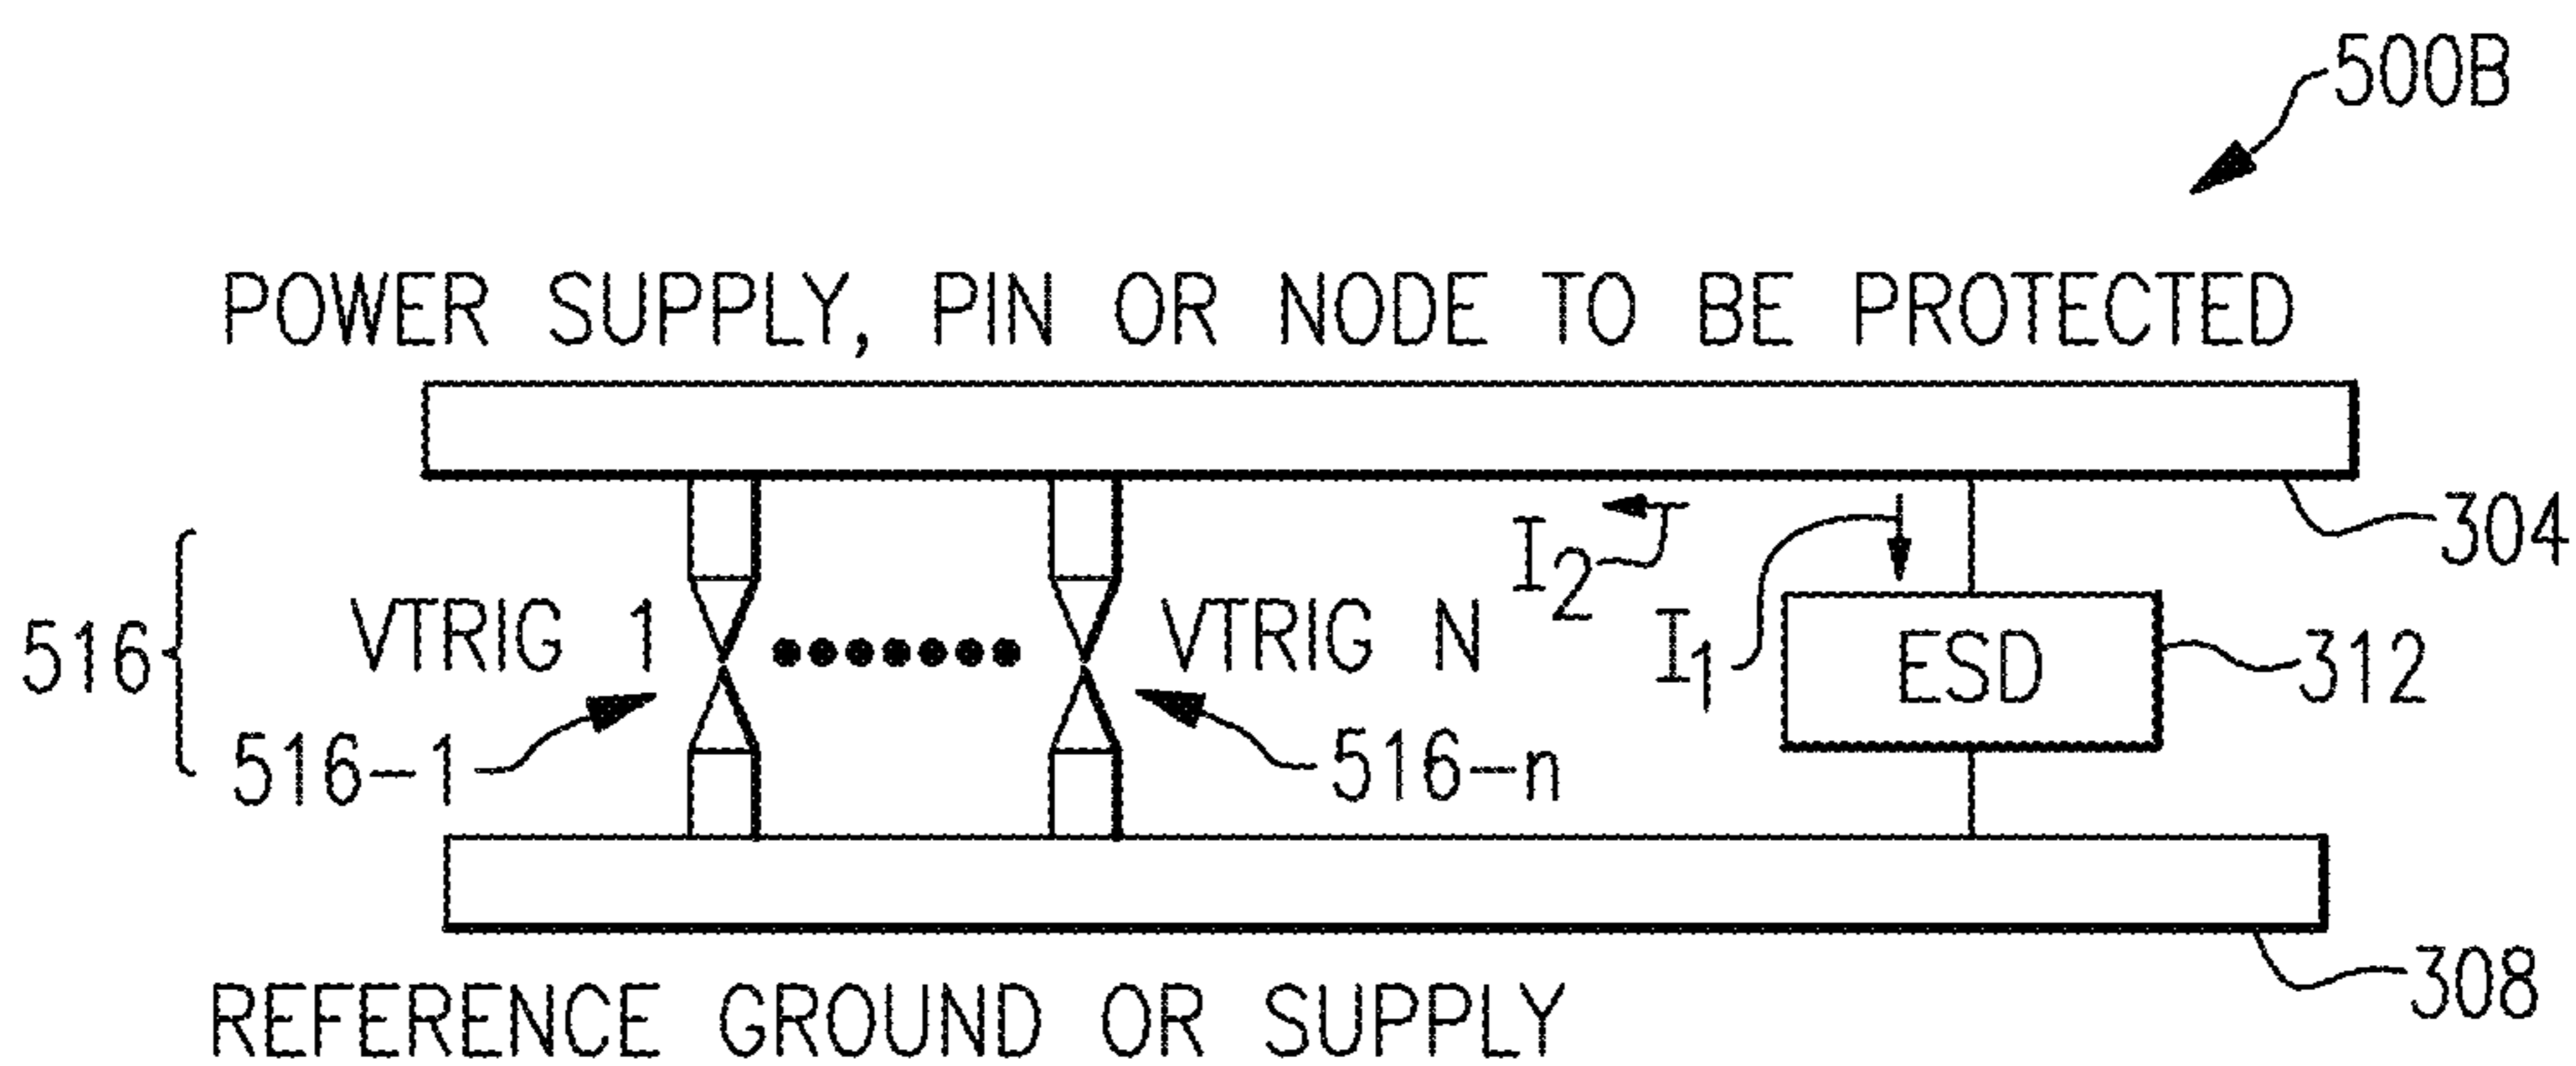 500B
POWER SUPPLY, PIN OR NODE TO BE PROTECTED
304
I2
I1
516
VTRIG 1
VTRIG N
ESD
312
516-1
516-n
308
REFERENCE GROUND OR SUPPLY